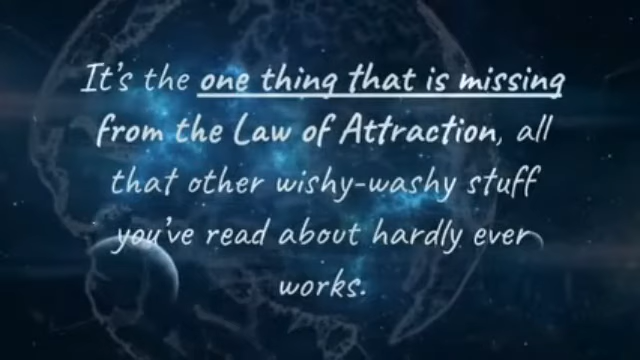 It's the one thing that is missing
from the Law of Attraction, all
that other wishy-washy stuff
you've read about hardly ever
works.